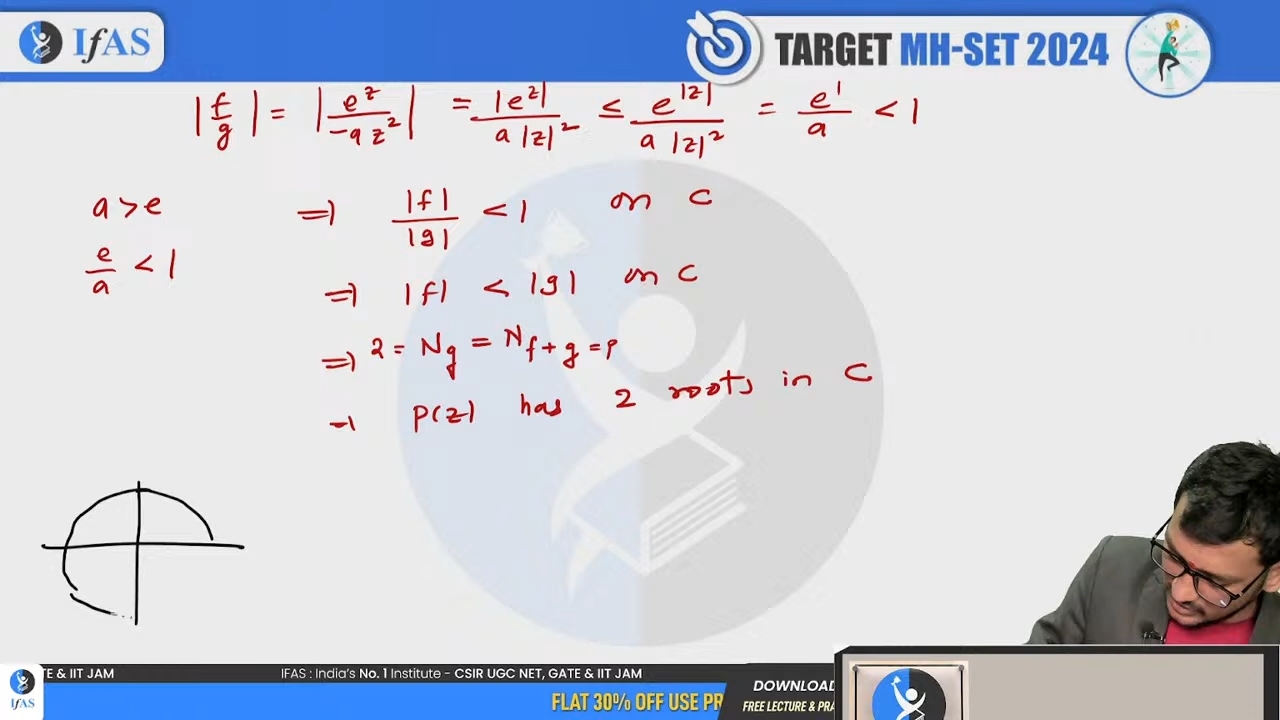 IfAS
TARGET MH-SET 2024
|f/g| = |e^z/-az²| = |e^z|/a|z|² ≤ e^|z|/a|z|² = e^1/a < 1
a > e
⇒ |f|/|g| < 1 on C
e/a < 1
⇒ |f| < |g| on C
⇒ 2 = N_g = N_f+g = P
P(z) has 2 roots in C
TE & IIT JAM
IFAS : India's No. 1 Institute - CSIR UGC NET, GATE & IIT JAM
IfAS
FLAT 30% OFF USE PR
DOWNLOAD
FREE LECTURE & PRA